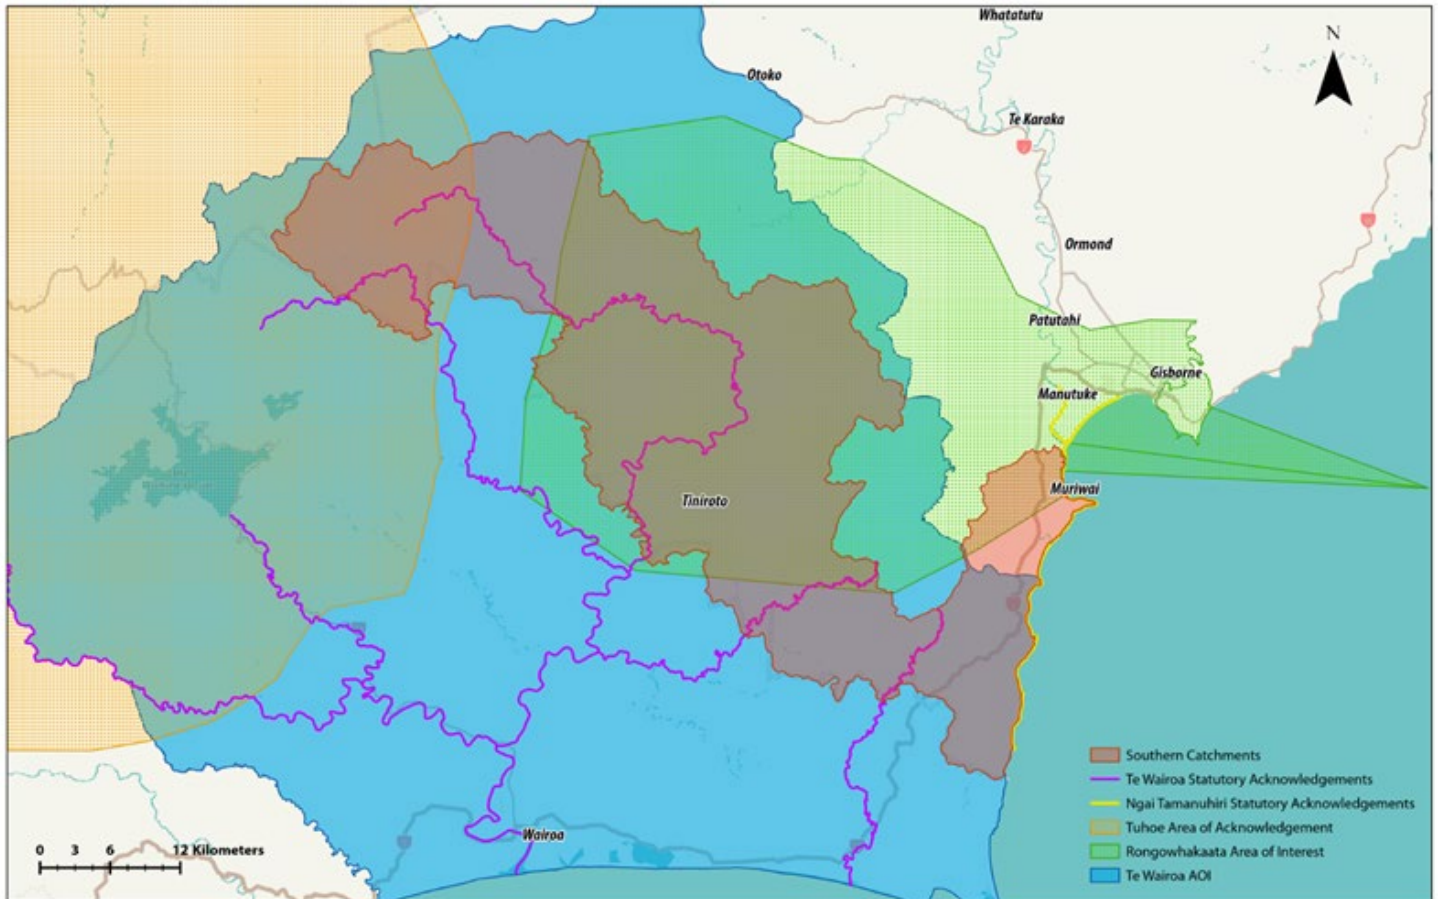 Whatatutu
N
Otoko
Te Karaka
Ormond
Patutahi
Gisborne
Manutuke
Muriwai
Tiniroto
Southern Catchments
Te Wairoa Statutory Acknowledgements
Ngai Tamanuhiri Statutory Acknowledgements
Tuhoe Area of Acknowledgement
Rongowhakaata Area of Interest
Te Wairoa AOI
Wairoa
0 3 6 12 Kilometers